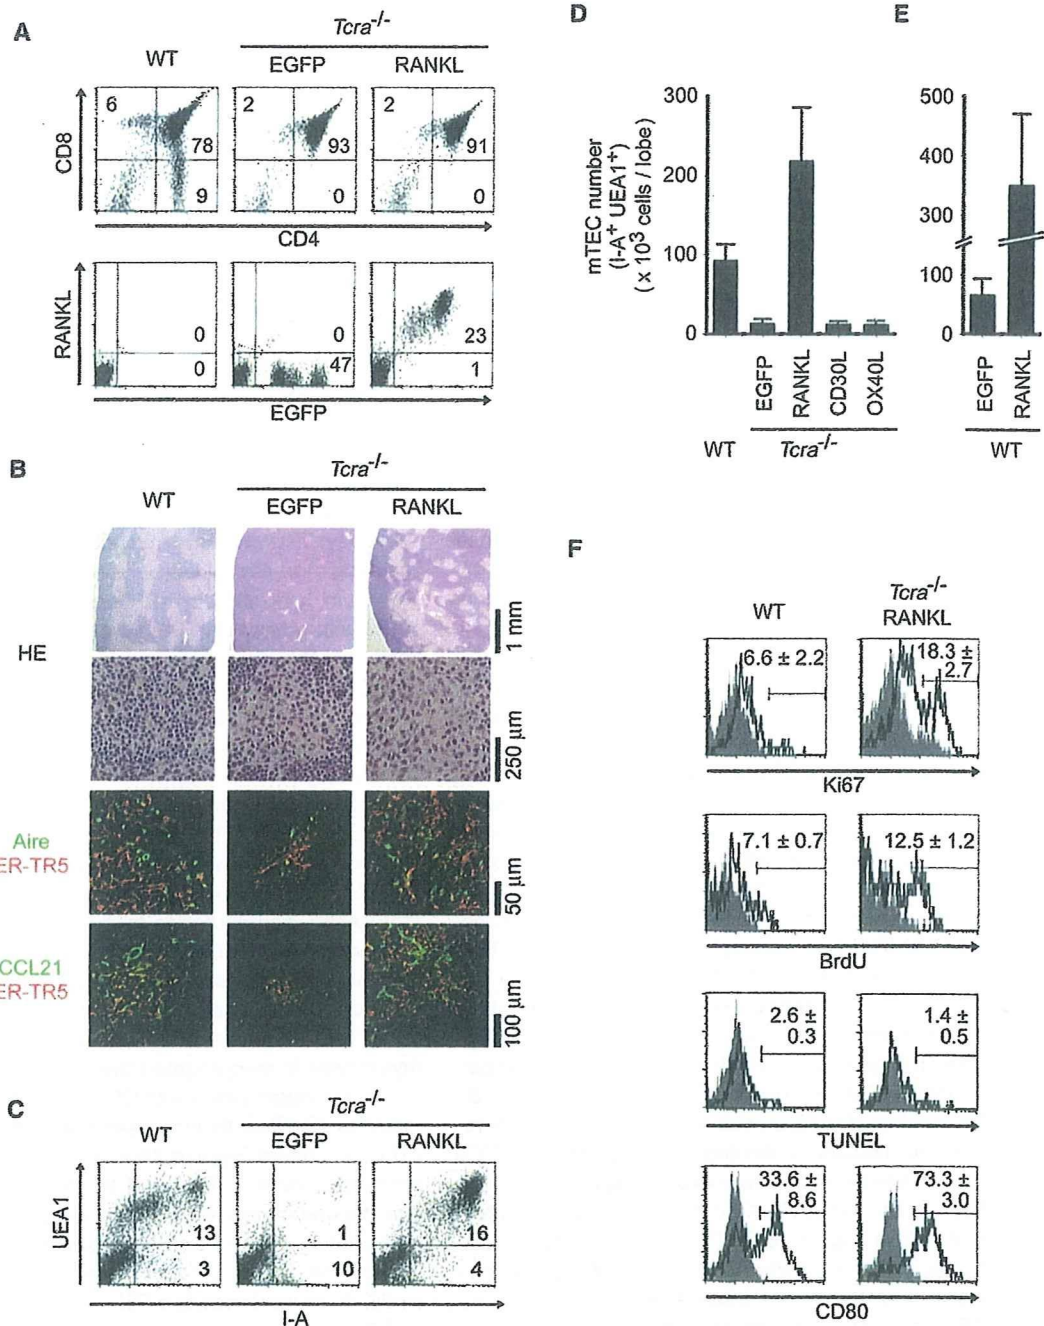 A
Tcra-/-
WT
EGFP
RANKL
6
78
9
2
93
0
2
91
0
CD8
CD4
0
0
0
47
23
1
RANKL
EGFP
B
Tcra-/-
WT
EGFP
RANKL
HE
1 mm
250 µm
Aire
ER-TR5
50 µm
CCL21
ER-TR5
100 µm
C
Tcra-/-
WT
EGFP
RANKL
13
3
1
10
16
4
UEA1
I-A
D
mTEC number
(I-A+ UEA1+)
( x 103 cells / lobe)
300
200
100
0
EGFP
RANKL
CD30L
OX40L
WT
Tcra-/-
E
500
400
300
100
0
EGFP
RANKL
WT
F
WT
Tcra-/-
RANKL
6.6 ± 2.2
18.3 ±
2.7
Ki67
7.1 ± 0.7
12.5 ± 1.2
BrdU
2.6 ±
0.3
1.4 ±
0.5
TUNEL
33.6 ±
8.6
73.3 ±
3.0
CD80